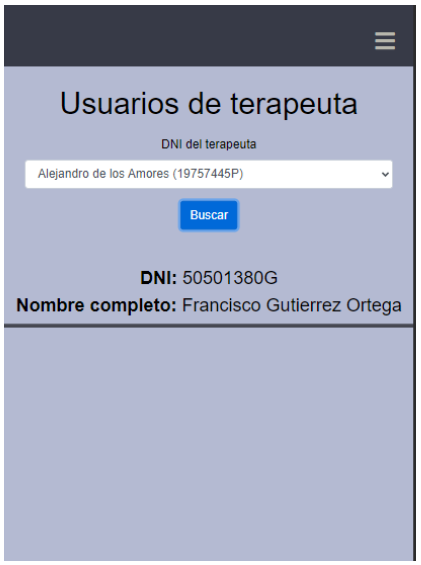 Usuarios de terapeuta
DNI del terapeuta
Alejandro de los Amores (19757445P)
Buscar
DNI: 50501380G
Nombre completo: Francisco Gutierrez Ortega